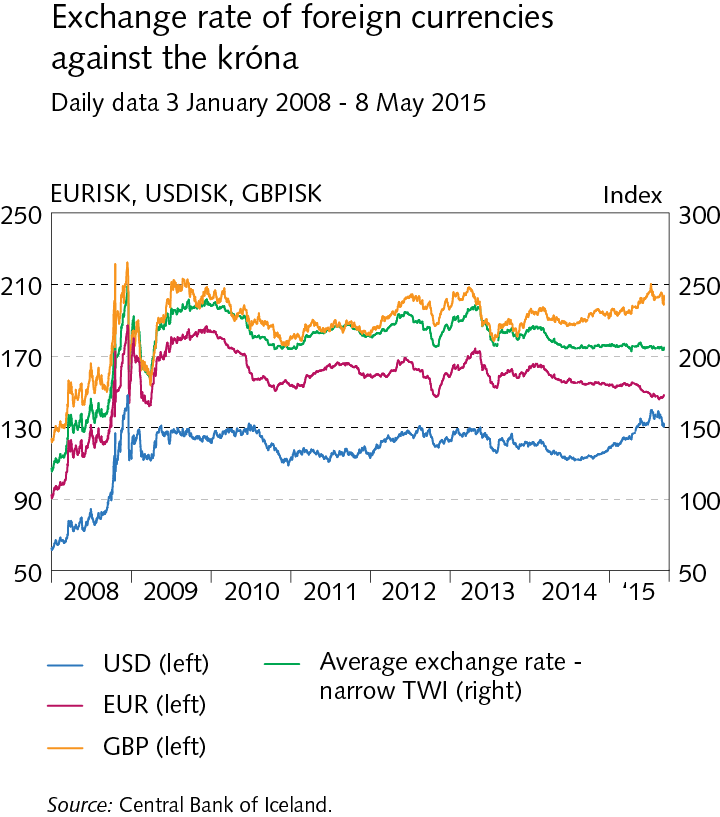 Exchange rate of foreign currencies
against the króna
Daily data 3 January 2008 - 8 May 2015
EURISK, USDISK, GBPISK
Index
250
300
210
250
170
200
130
150
90
100
50
50
2008 2009 2010 2011 2012 2013 2014 ‘15
USD (left)
EUR (left)
GBP (left)
Average exchange rate -
narrow TWI (right)
Source: Central Bank of Iceland.